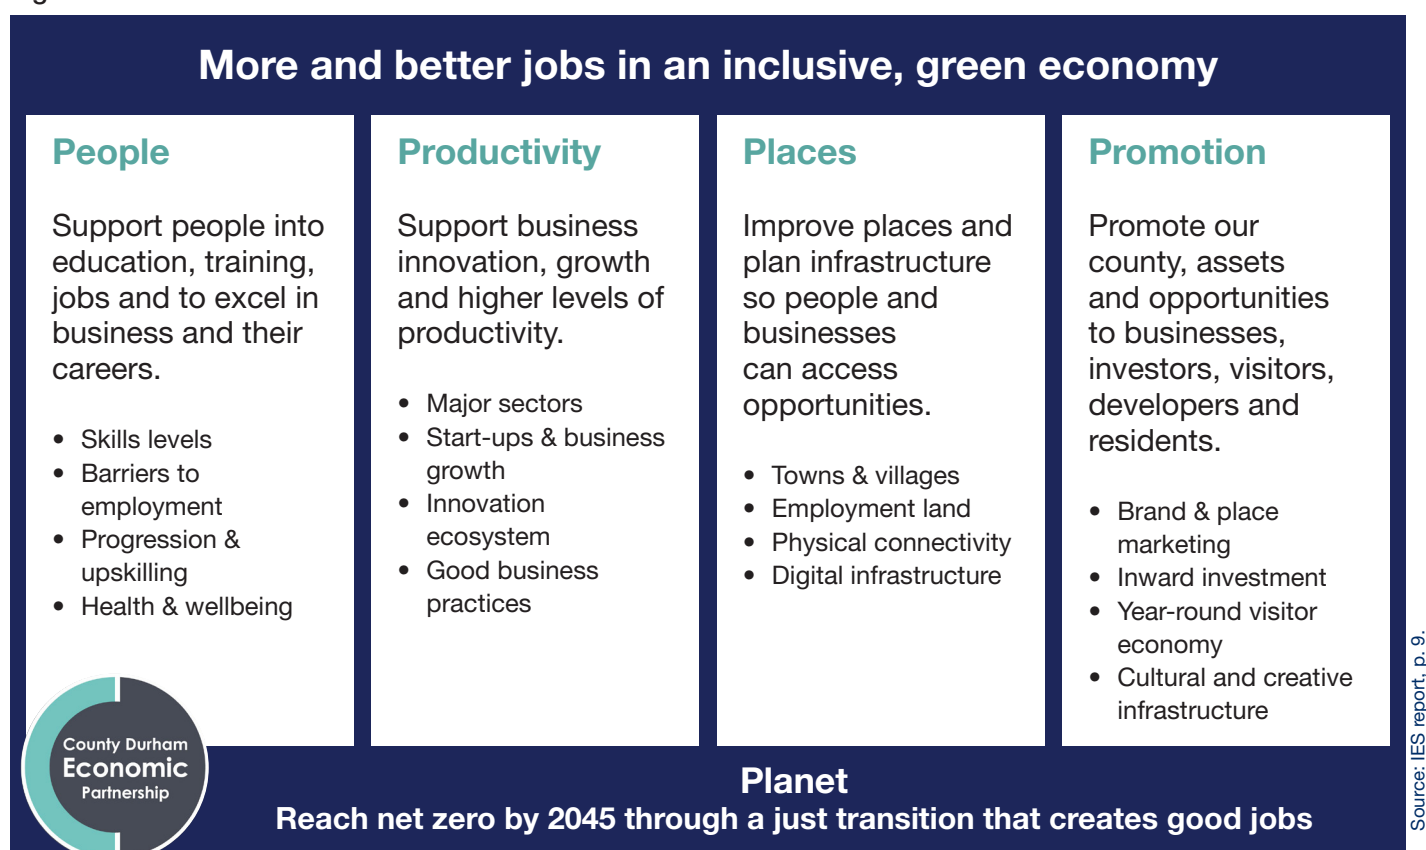 More and better jobs in an inclusive, green economy
People
Support people into
education, training,
jobs and to excel in
business and their
careers.
• Skills levels
• Barriers to
employment
• Progression &
upskilling
• Health & wellbeing
Productivity
Support business
innovation, growth
and higher levels of
productivity.
• Major sectors
• Start-ups & business
growth
• Innovation
ecosystem
• Good business
practices
Places
Improve places and
plan infrastructure
so people and
businesses
can access
opportunities.
• Towns & villages
• Employment land
• Physical connectivity
• Digital infrastructure
Promotion
Promote our
county, assets
and opportunities
to businesses,
investors, visitors,
developers and
residents.
• Brand & place
marketing
• Inward investment
• Year-round visitor
economy
• Cultural and creative
infrastructure
County Durham
Economic
Partnership
Planet
Reach net zero by 2045 through a just transition that creates good jobs
Source: IES report, p. 9.